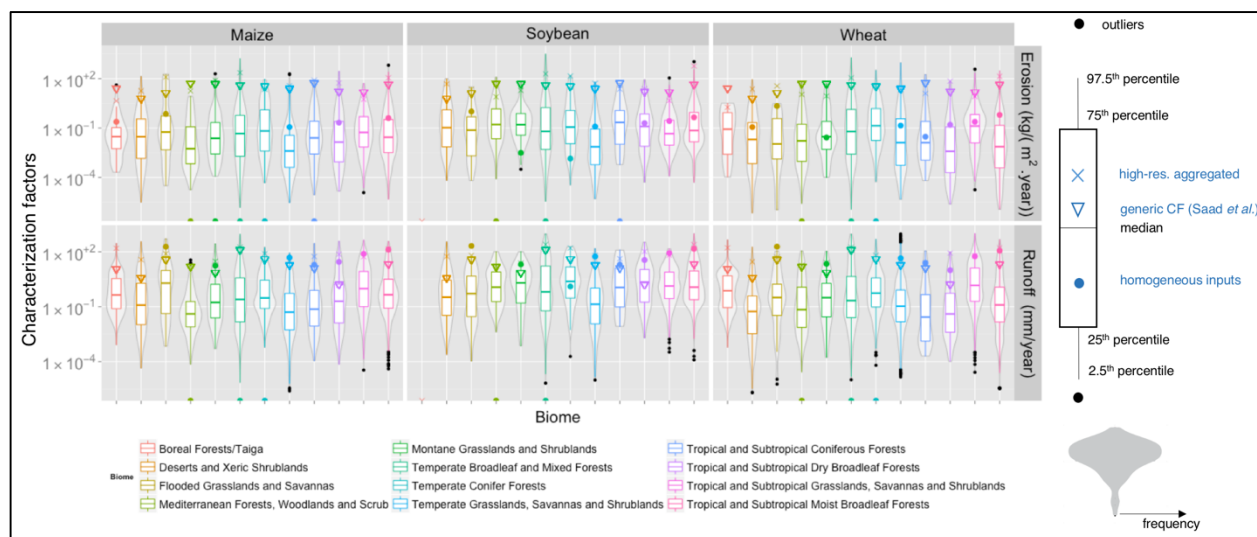 Maize
Soybean
Wheat
Characterization factors
1 × 10⁺²
1 × 10⁻¹
1 × 10⁻⁴
Erosion (kg/( m² .year))
1 × 10⁺²
1 × 10⁻¹
1 × 10⁻⁴
Runoff (mm/year)
Biome
Biome
Boreal Forests/Taiga
Deserts and Xeric Shrublands
Flooded Grasslands and Savannas
Mediterranean Forests, Woodlands and Scrub
Montane Grasslands and Shrublands
Temperate Broadleaf and Mixed Forests
Temperate Conifer Forests
Temperate Grasslands, Savannas and Shrublands
Tropical and Subtropical Coniferous Forests
Tropical and Subtropical Dry Broadleaf Forests
Tropical and Subtropical Grasslands, Savannas and Shrublands
Tropical and Subtropical Moist Broadleaf Forests
outliers
97.5th percentile
75th percentile
high-res. aggregated
generic CF (Saad et al.)
median
homogeneous inputs
25th percentile
2.5th percentile
frequency